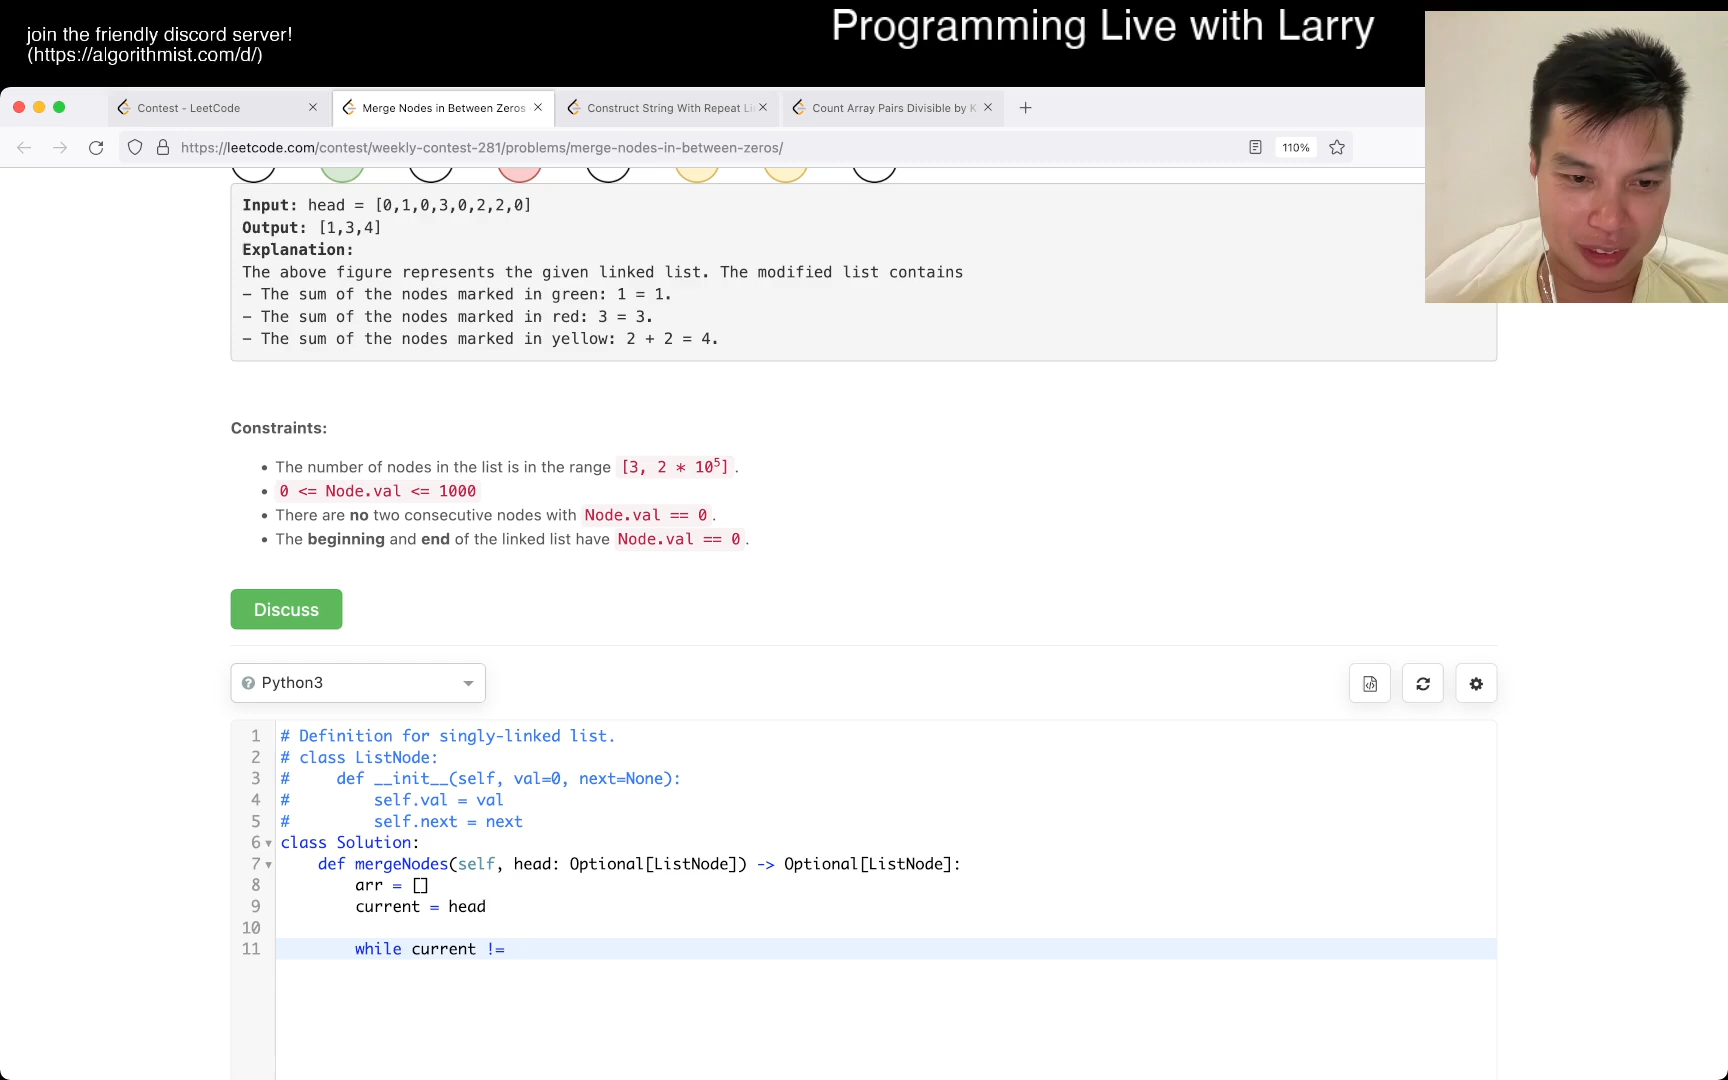 join the friendly discord server!
(https://algorithmist.com/d/)
Programming Live with Larry
Contest - LeetCode
Merge Nodes in Between Zeros
Construct String With Repeat Li
Count Array Pairs Divisible by K
https://leetcode.com/contest/weekly-contest-281/problems/merge-nodes-in-between-zeros/
110%
Input: head = [0,1,0,3,0,2,2,0]
Output: [1,3,4]
Explanation:
The above figure represents the given linked list. The modified list contains
- The sum of the nodes marked in green: 1 = 1.
- The sum of the nodes marked in red: 3 = 3.
- The sum of the nodes marked in yellow: 2 + 2 = 4.
Constraints:
• The number of nodes in the list is in the range [3, 2 * 10⁵].
• 0 <= Node.val <= 1000
• There are no two consecutive nodes with Node.val == 0.
• The beginning and end of the linked list have Node.val == 0.
Discuss
Python3
1 # Definition for singly-linked list.
2 # class ListNode:
3 #     def __init__(self, val=0, next=None):
4 #         self.val = val
5 #         self.next = next
6 class Solution:
7     def mergeNodes(self, head: Optional[ListNode]) -> Optional[ListNode]:
8         arr = []
9         current = head
10
11         while current !=